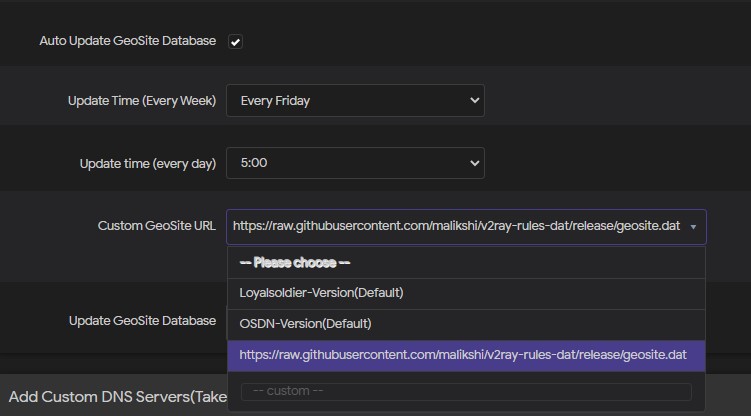 Auto Update GeoSite Database
Update Time (Every Week) Every Friday
Update time (every day) 5:00
Custom GeoSite URL https://raw.githubusercontent.com/malikshi/v2ray-rules-dat/release/geosite.dat
-- Please choose --
Loyalsoldier-Version(Default)
OSDN-Version(Default)
Update GeoSite Database
https://raw.githubusercontent.com/malikshi/v2ray-rules-dat/release/geosite.dat
-- custom --
Add Custom DNS Servers(Take